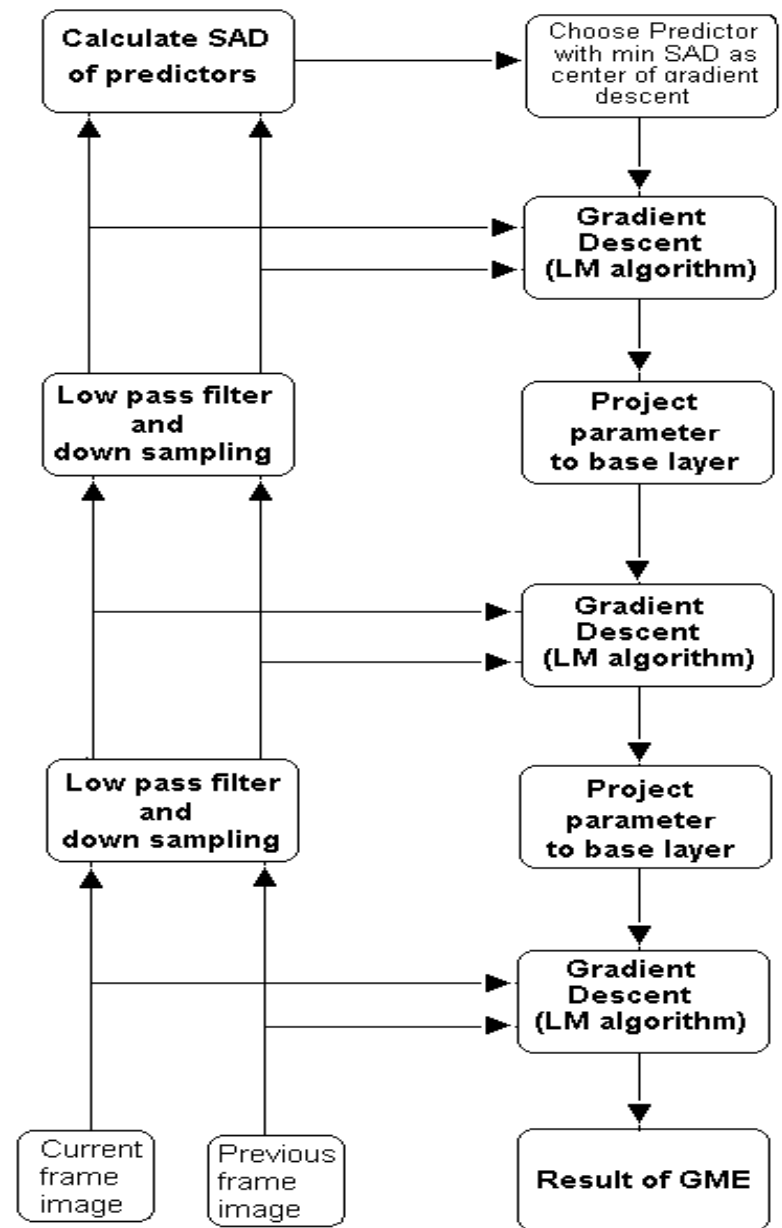 Calculate SAD
of predictors
Choose Predictor
with min SAD as
center of gradient
descent
Gradient
Descent
(LM algorithm)
Low pass filter
and
down sampling
Project
parameter
to base layer
Gradient
Descent
(LM algorithm)
Low pass filter
and
down sampling
Project
parameter
to base layer
Gradient
Descent
(LM algorithm)
Current
frame
image
Previous
frame
image
Result of GME